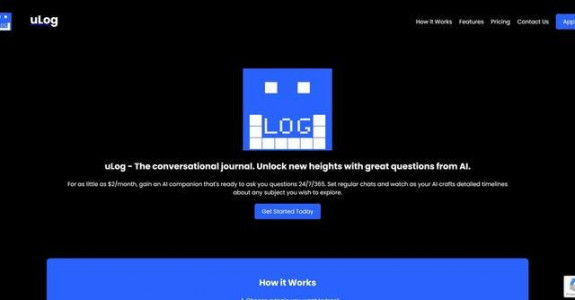 uLog
How it Works Features Pricing Contact Us App
LOG
uLog - The conversational journal. Unlock new heights with great questions from AI.
For as little as $2/month, gain an AI companion that's ready to ask you questions 24/7/365. Set regular chats and watch as your AI crafts detailed timelines
about any subject you wish to explore.
Get Started Today
How it Works